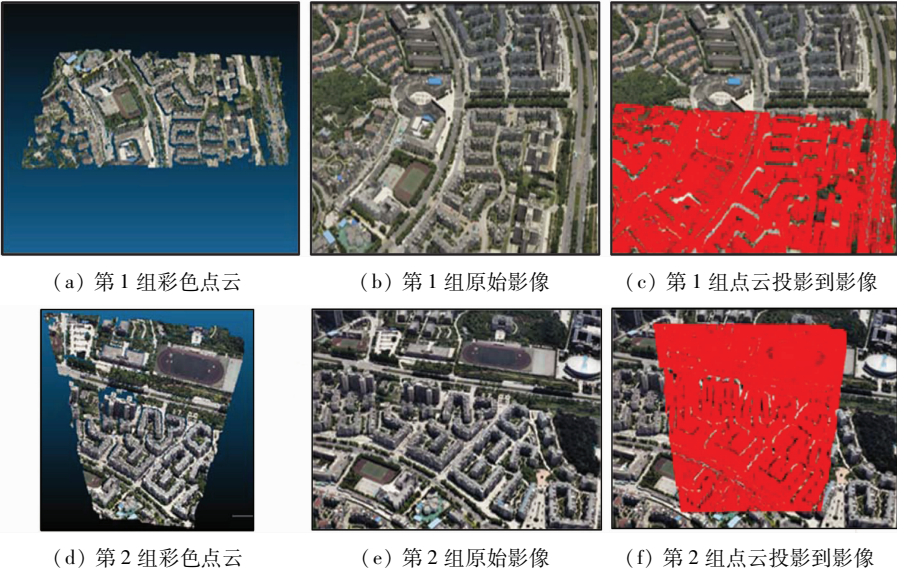 (a) 第1组彩色点云
(b) 第1组原始影像
(c) 第1组点云投影到影像
(d) 第2组彩色点云
(e) 第2组原始影像
(f) 第2组点云投影到影像